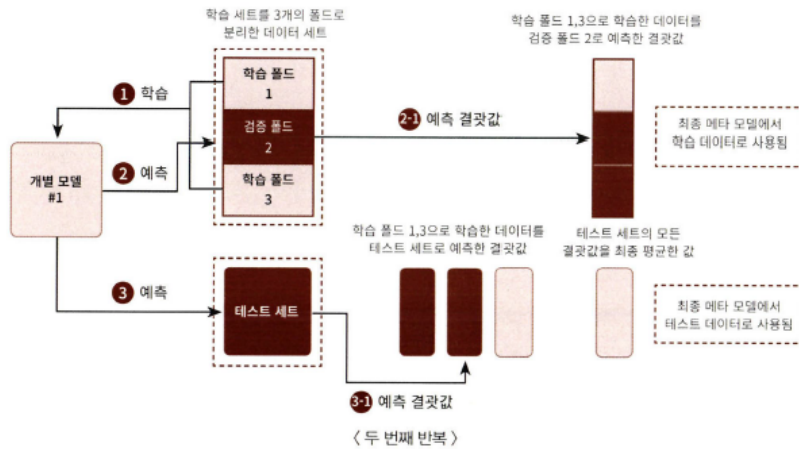 학습 세트를 3개의 폴드로
분리한 데이터 세트
학습 폴드 1,3으로 학습한 데이터를
검증 폴드 2로 예측한 결괏값
학습 폴드
1
1 학습
검증 폴드
2
2-1 예측 결괏값
최종 메타 모델에서
학습 데이터로 사용됨
개별 모델
#1
2 예측
학습 폴드
3
학습 폴드 1,3으로 학습한 데이터를
테스트 세트로 예측한 결괏값
테스트 세트의 모든
결괏값을 최종 평균한 값
3 예측
테스트 세트
최종 메타 모델에서
테스트 데이터로 사용됨
3-1 예측 결괏값
〈 두 번째 반복 〉